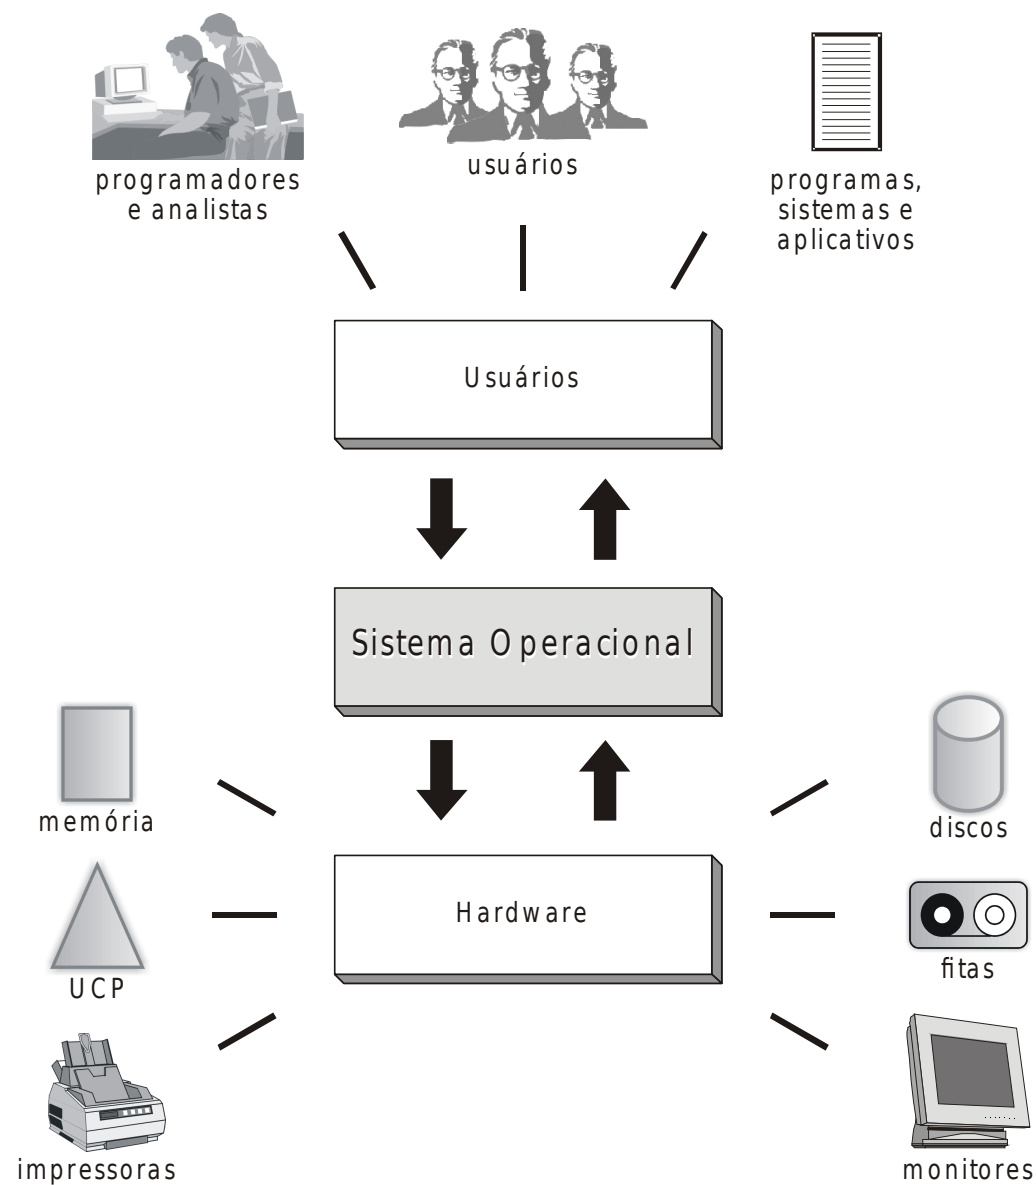 programadores
e analistas
usuários
programas,
sistemas e
aplicativos
Usuários
Sistema Operacional
memória
discos
Hardware
UCP
fitas
impressoras
monitores